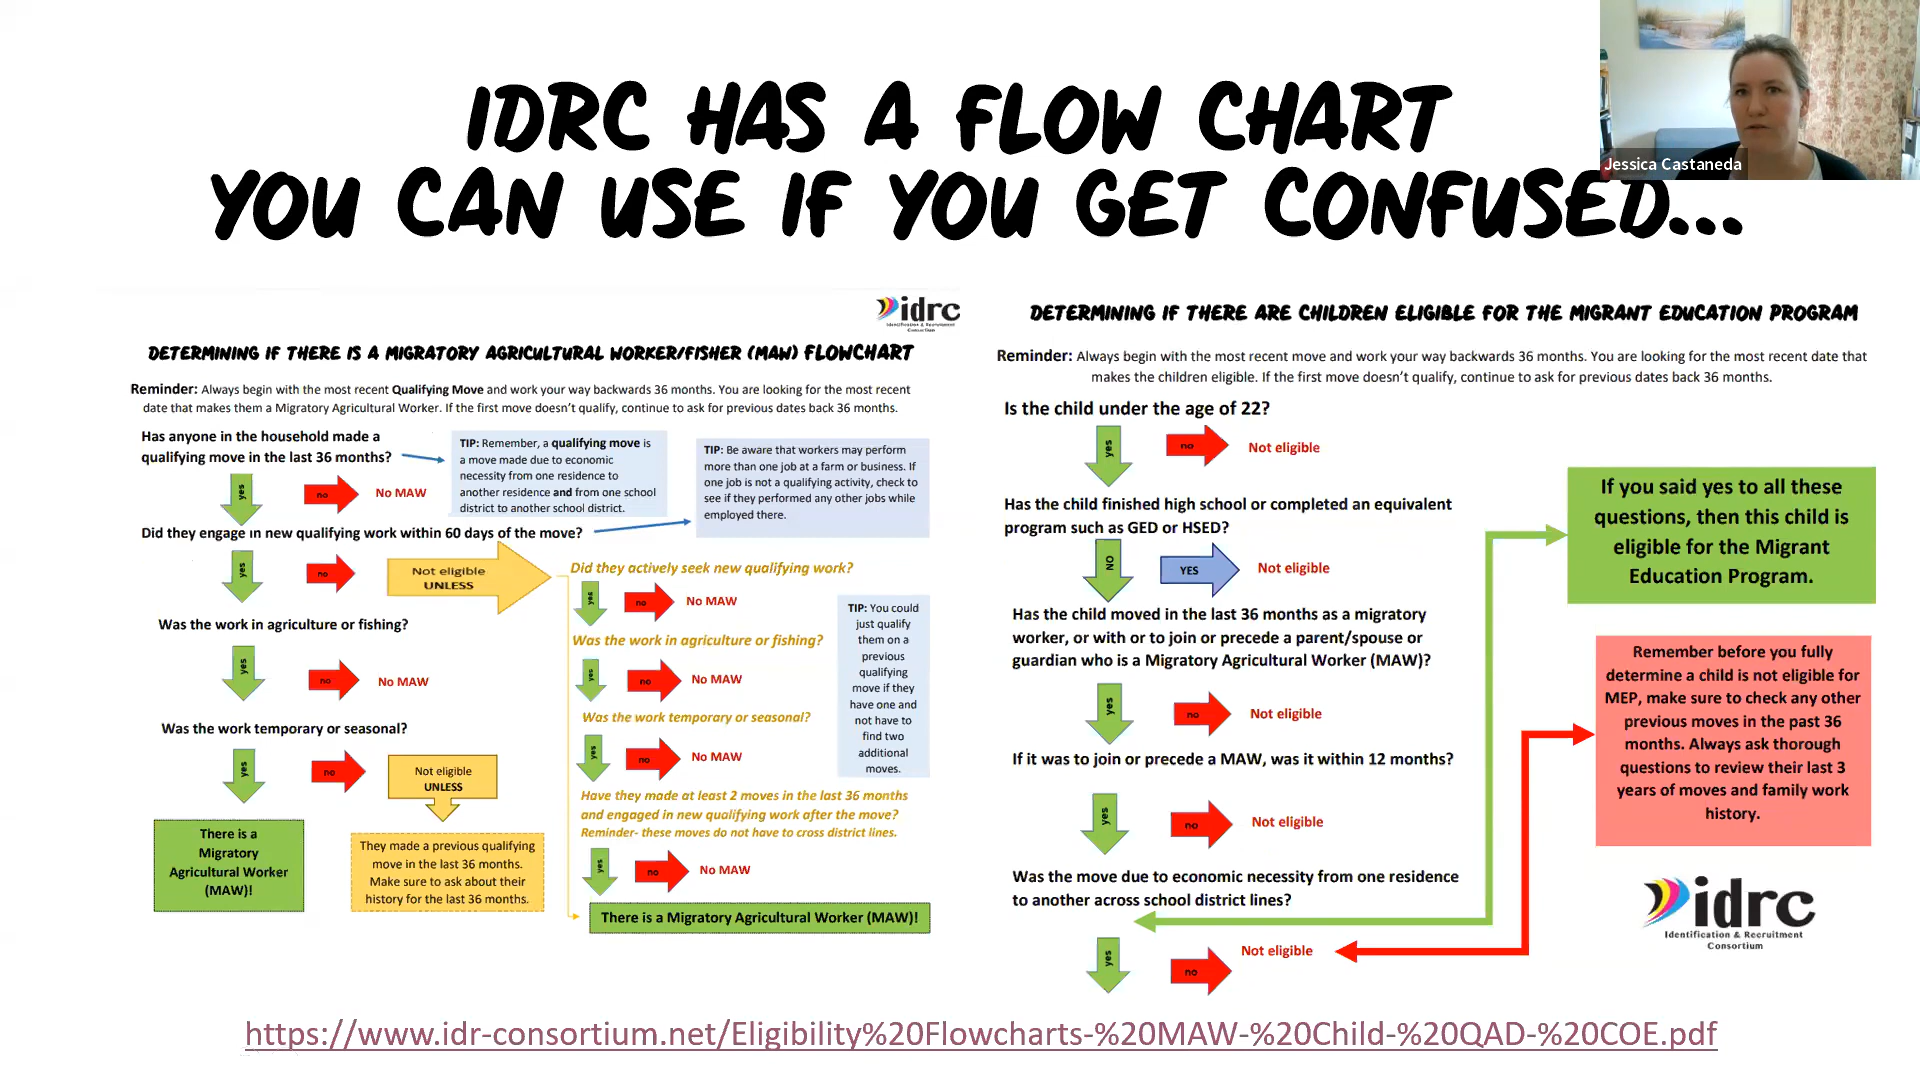 IDRC HAS A FLOW CHART
YOU CAN USE IF YOU GET CONFUSED...
Jessica Castaneda
idrc
Identification & Recruitment
Consortium
DETERMINING IF THERE IS A MIGRATORY AGRICULTURAL WORKER/FISHER (MAW) FLOWCHART
Reminder: Always begin with the most recent Qualifying Move and work your way backwards 36 months. You are looking for the most recent
date that makes them a Migratory Agricultural Worker. If the first move doesn't qualify, continue to ask for previous dates back 36 months.
Has anyone in the household made a
qualifying move in the last 36 months?
yes
no
No MAW
TIP: Remember, a qualifying move is
a move made due to economic
necessity from one residence to
another residence and from one school
district to another school district.
TIP: Be aware that workers may perform
more than one job at a farm or business. If
one job is not a qualifying activity, check to
see if they performed any other jobs while
employed there.
Did they engage in new qualifying work within 60 days of the move?
yes
no
Not eligible
UNLESS
Was the work in agriculture or fishing?
yes
no
No MAW
Was the work temporary or seasonal?
yes
no
Not eligible
UNLESS
There is a
Migratory
Agricultural Worker
(MAW)!
They made a previous qualifying
move in the last 36 months.
Make sure to ask about their
history for the last 36 months.
Did they actively seek new qualifying work?
yes
no
No MAW
Was the work in agriculture or fishing?
yes
no
No MAW
Was the work temporary or seasonal?
yes
no
No MAW
Have they made at least 2 moves in the last 36 months
and engaged in new qualifying work after the move?
Reminder- these moves do not have to cross district lines.
yes
no
No MAW
There is a Migratory Agricultural Worker (MAW)!
TIP: You could
just qualify
them on a
previous
qualifying
move if they
have one and
not have to
find two
additional
moves.
DETERMINING IF THERE ARE CHILDREN ELIGIBLE FOR THE MIGRANT EDUCATION PROGRAM
Reminder: Always begin with the most recent move and work your way backwards 36 months. You are looking for the most recent date that
makes the children eligible. If the first move doesn't qualify, continue to ask for previous dates back 36 months.
Is the child under the age of 22?
yes
no
Not eligible
Has the child finished high school or completed an equivalent
program such as GED or HSED?
NO
YES
Not eligible
Has the child moved in the last 36 months as a migratory
worker, or with or to join or precede a parent/spouse or
guardian who is a Migratory Agricultural Worker (MAW)?
yes
no
Not eligible
If it was to join or precede a MAW, was it within 12 months?
yes
no
Not eligible
Was the move due to economic necessity from one residence
to another across school district lines?
yes
no
Not eligible
If you said yes to all these
questions, then this child is
eligible for the Migrant
Education Program.
Remember before you fully
determine a child is not eligible for
MEP, make sure to check any other
previous moves in the past 36
months. Always ask thorough
questions to review their last 3
years of moves and family work
history.
idrc
Identification & Recruitment
Consortium
https://www.idr-consortium.net/Eligibility%20Flowcharts-%20MAW-%20Child-%20QAD-%20COE.pdf